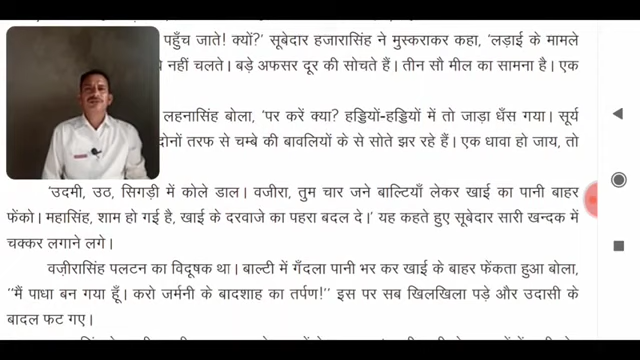 पहुँच जाते! क्यों?' सूबेदार हजारासिंह ने मुस्कराकर कहा, 'लड़ाई के मामले
नहीं चलते। बड़े अफसर दूर की सोचते हैं। तीन सौ मील का सामना है। एक
लहनासिंह बोला, 'पर करें क्या? हड्डियों-हड्डियों में तो जाड़ा धँस गया। सूर्य
दोनों तरफ से चम्बे की बावलियों के से सोते झर रहे हैं। एक धावा हो जाय, तो
'उदमी, उठ, सिगड़ी में कोले डाल। वजीरा, तुम चार जने बाल्टियाँ लेकर खाई का पानी बाहर
फेंको। महासिंह, शाम हो गई है, खाई के दरवाजे का पहरा बदल दे।' यह कहते हुए सूबेदार सारी खन्दक में
चक्कर लगाने लगे।
वज़ीरासिंह पलटन का विदूषक था। बाल्टी में गँदला पानी भर कर खाई के बाहर फेंकता हुआ बोला,
"मैं पाधा बन गया हूँ। करो जर्मनी के बादशाह का तर्पण!" इस पर सब खिलखिला पड़े और उदासी के
बादल फट गए।